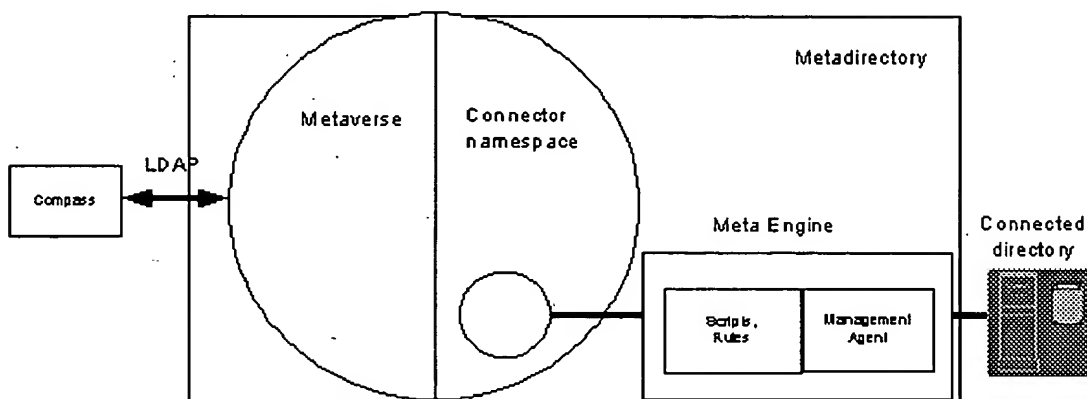 Metadirectory
Metaverse
Connector
namespace
LDAP
Compass
Meta Engine
Connected
directory
Scripts,
Rules
Management
Agent